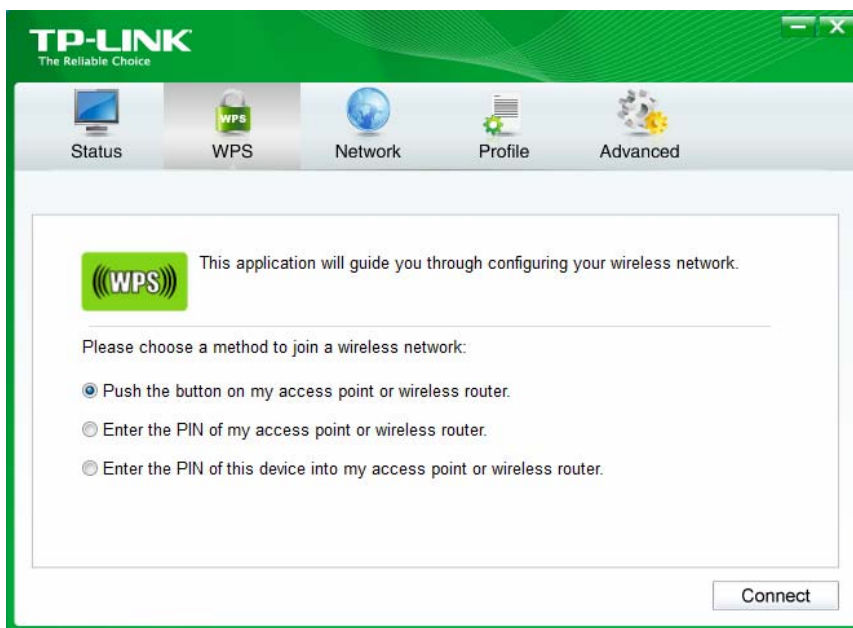 TP-LINK
The Reliable Choice
Status
WPS
WPS
Network
Profile
Advanced
(((WPS)))
This application will guide you through configuring your wireless network.
Please choose a method to join a wireless network:
Push the button on my access point or wireless router.
Enter the PIN of my access point or wireless router.
Enter the PIN of this device into my access point or wireless router.
Connect